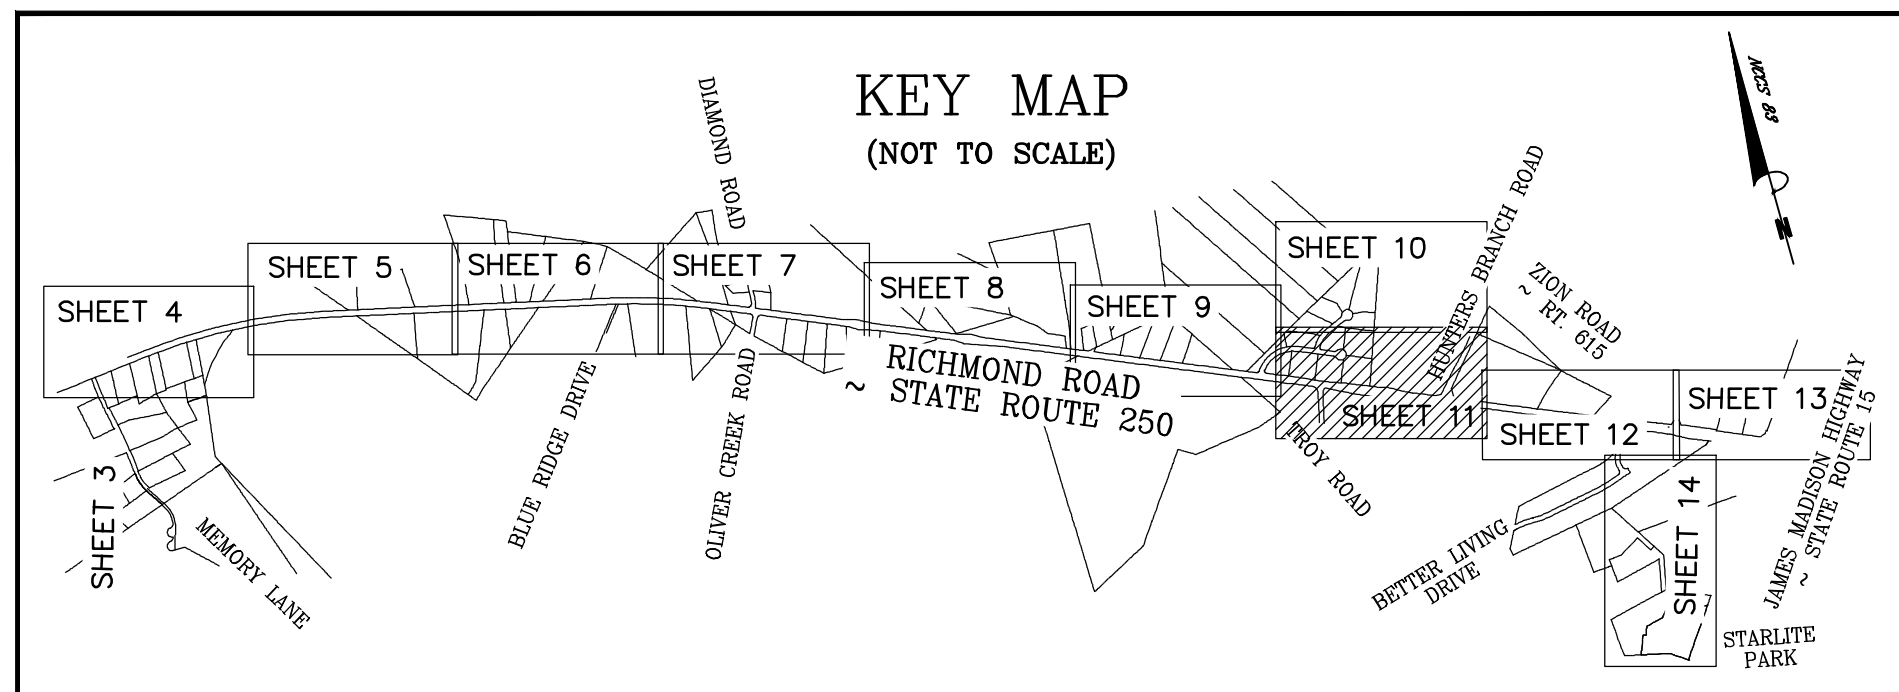 KEY MAP
(NOT TO SCALE)
NCCS 83
N
DIAMOND ROAD
HUNTERS BRANCH ROAD
ZION ROAD
~ RT. 615
SHEET 4
SHEET 5
SHEET 6
SHEET 7
SHEET 8
SHEET 9
SHEET 10
SHEET 11
SHEET 12
SHEET 13
RICHMOND ROAD
~ STATE ROUTE 250
SHEET 3
MEMORY LANE
BLUE RIDGE DRIVE
OLIVER CREEK ROAD
TROY ROAD
BETTER LIVING
DRIVE
SHEET 14
JAMES MADISON HIGHWAY
~ STATE ROUTE 15
STARLITE
PARK